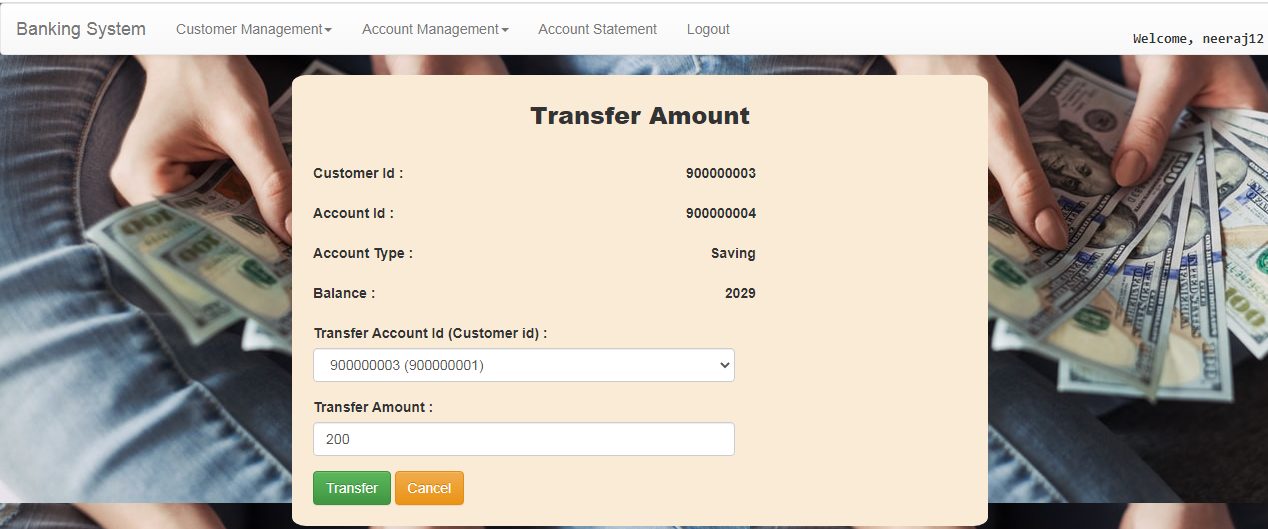 Banking System Customer Management Account Management Account Statement Logout
Welcome, neeraj12
Transfer Amount
Customer Id : 900000003
Account Id : 900000004
Account Type : Saving
Balance : 2029
Transfer Account Id (Customer id) :
900000003 (900000001)
Transfer Amount :
200
Transfer Cancel